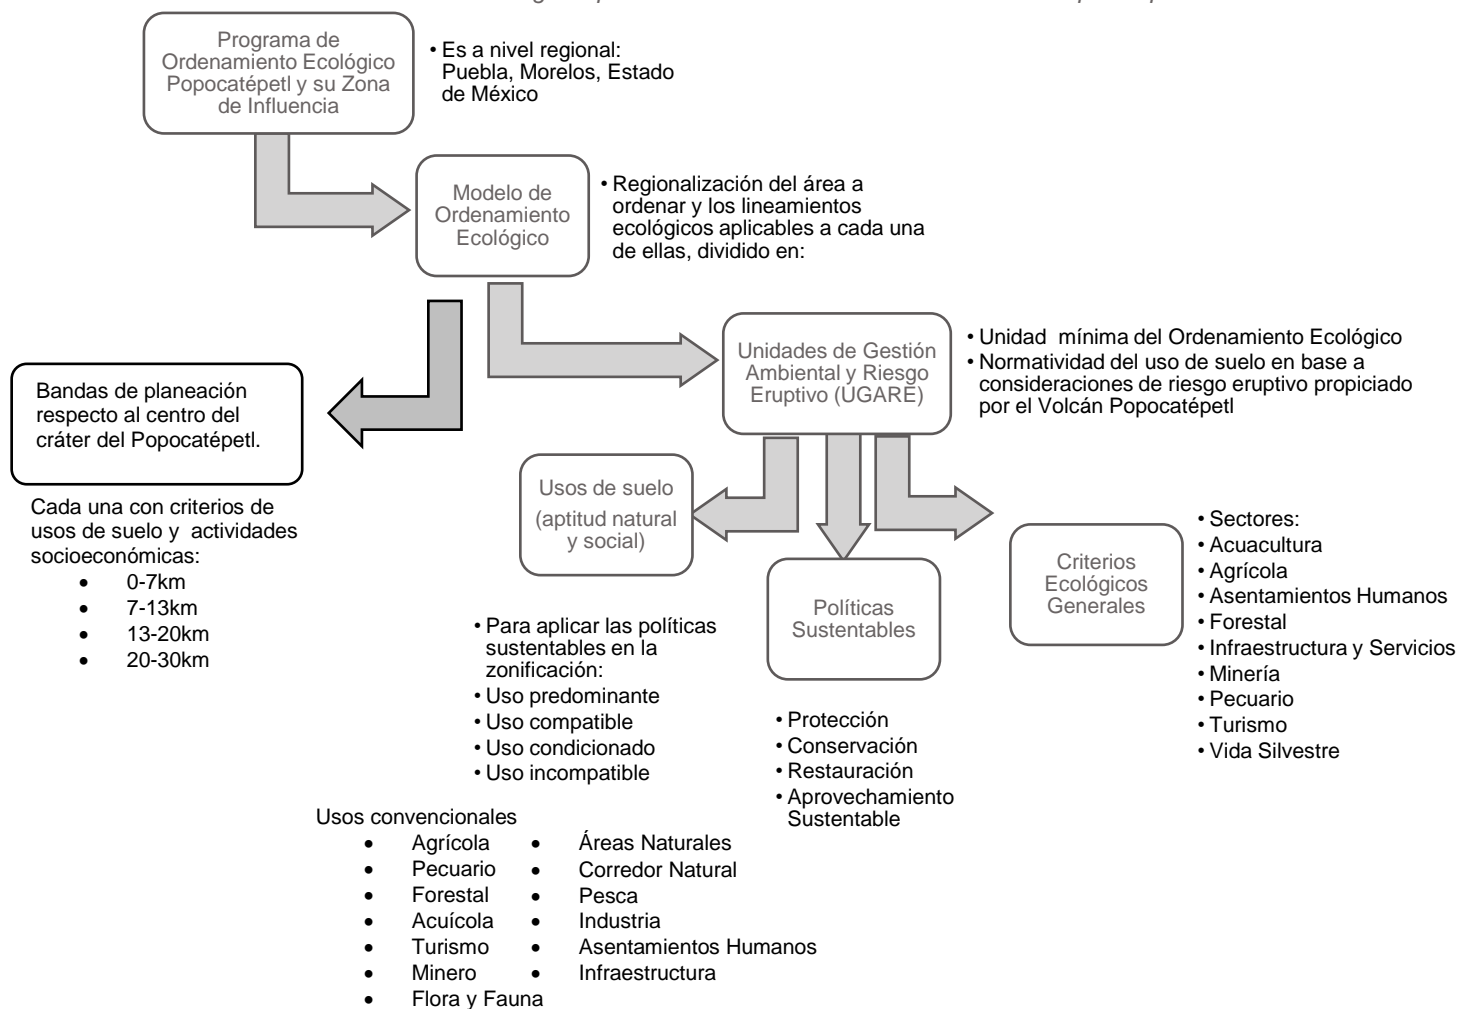 Programa de
Ordenamiento Ecológico
Popocatépetl y su Zona
de Influencia
• Es a nivel regional:
Puebla, Morelos, Estado
de México
Modelo de
Ordenamiento
Ecológico
• Regionalización del área a
ordenar y los lineamientos
ecológicos aplicables a cada una
de ellas, dividido en:
Bandas de planeación
respecto al centro del
cráter del Popocatépetl.
Cada una con criterios de
usos de suelo y actividades
socioeconómicas:
• 0-7km
• 7-13km
• 13-20km
• 20-30km
Unidades de Gestión
Ambiental y Riesgo
Eruptivo (UGARE)
• Unidad mínima del Ordenamiento Ecológico
• Normatividad del uso de suelo en base a
consideraciones de riesgo eruptivo propiciado
por el Volcán Popocatépetl
Usos de suelo
(aptitud natural
y social)
• Para aplicar las políticas
sustentables en la
zonificación:
• Uso predominante
• Uso compatible
• Uso condicionado
• Uso incompatible
Políticas
Sustentables
• Protección
• Conservación
• Restauración
• Aprovechamiento
Sustentable
Criterios
Ecológicos
Generales
• Sectores:
• Acuacultura
• Agrícola
• Asentamientos Humanos
• Forestal
• Infraestructura y Servicios
• Minería
• Pecuario
• Turismo
• Vida Silvestre
Usos convencionales
• Agrícola
• Pecuario
• Forestal
• Acuícola
• Turismo
• Minero
• Flora y Fauna
• Áreas Naturales
• Corredor Natural
• Pesca
• Industria
• Asentamientos Humanos
• Infraestructura